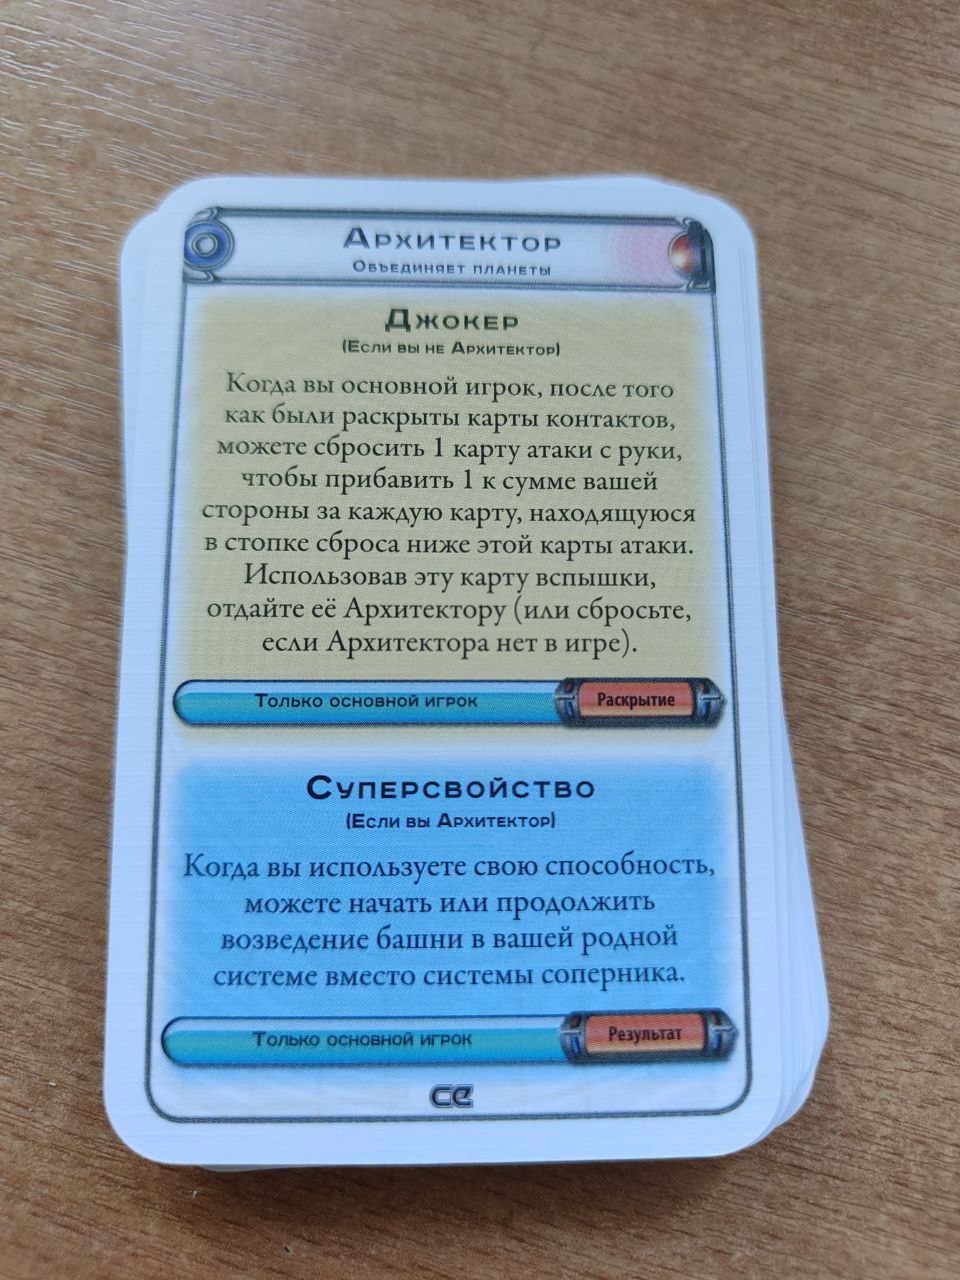 Архитектор
Объединяет планеты
Джокер
(Если вы не Архитектор)
Когда вы основной игрок, после того
как были раскрыты карты контактов,
можете сбросить 1 карту атаки с руки,
чтобы прибавить 1 к сумме вашей
стороны за каждую карту, находящуюся
в стопке сброса ниже этой карты атаки.
Использовав эту карту вспышки,
отдайте её Архитектору (или сбросьте,
если Архитектора нет в игре).
Только основной игрок Раскрытие
Суперсвойство
(Если вы Архитектор)
Когда вы используете свою способность,
можете начать или продолжить
возведение башни в вашей родной
системе вместо системы соперника.
Только основной игрок Результат